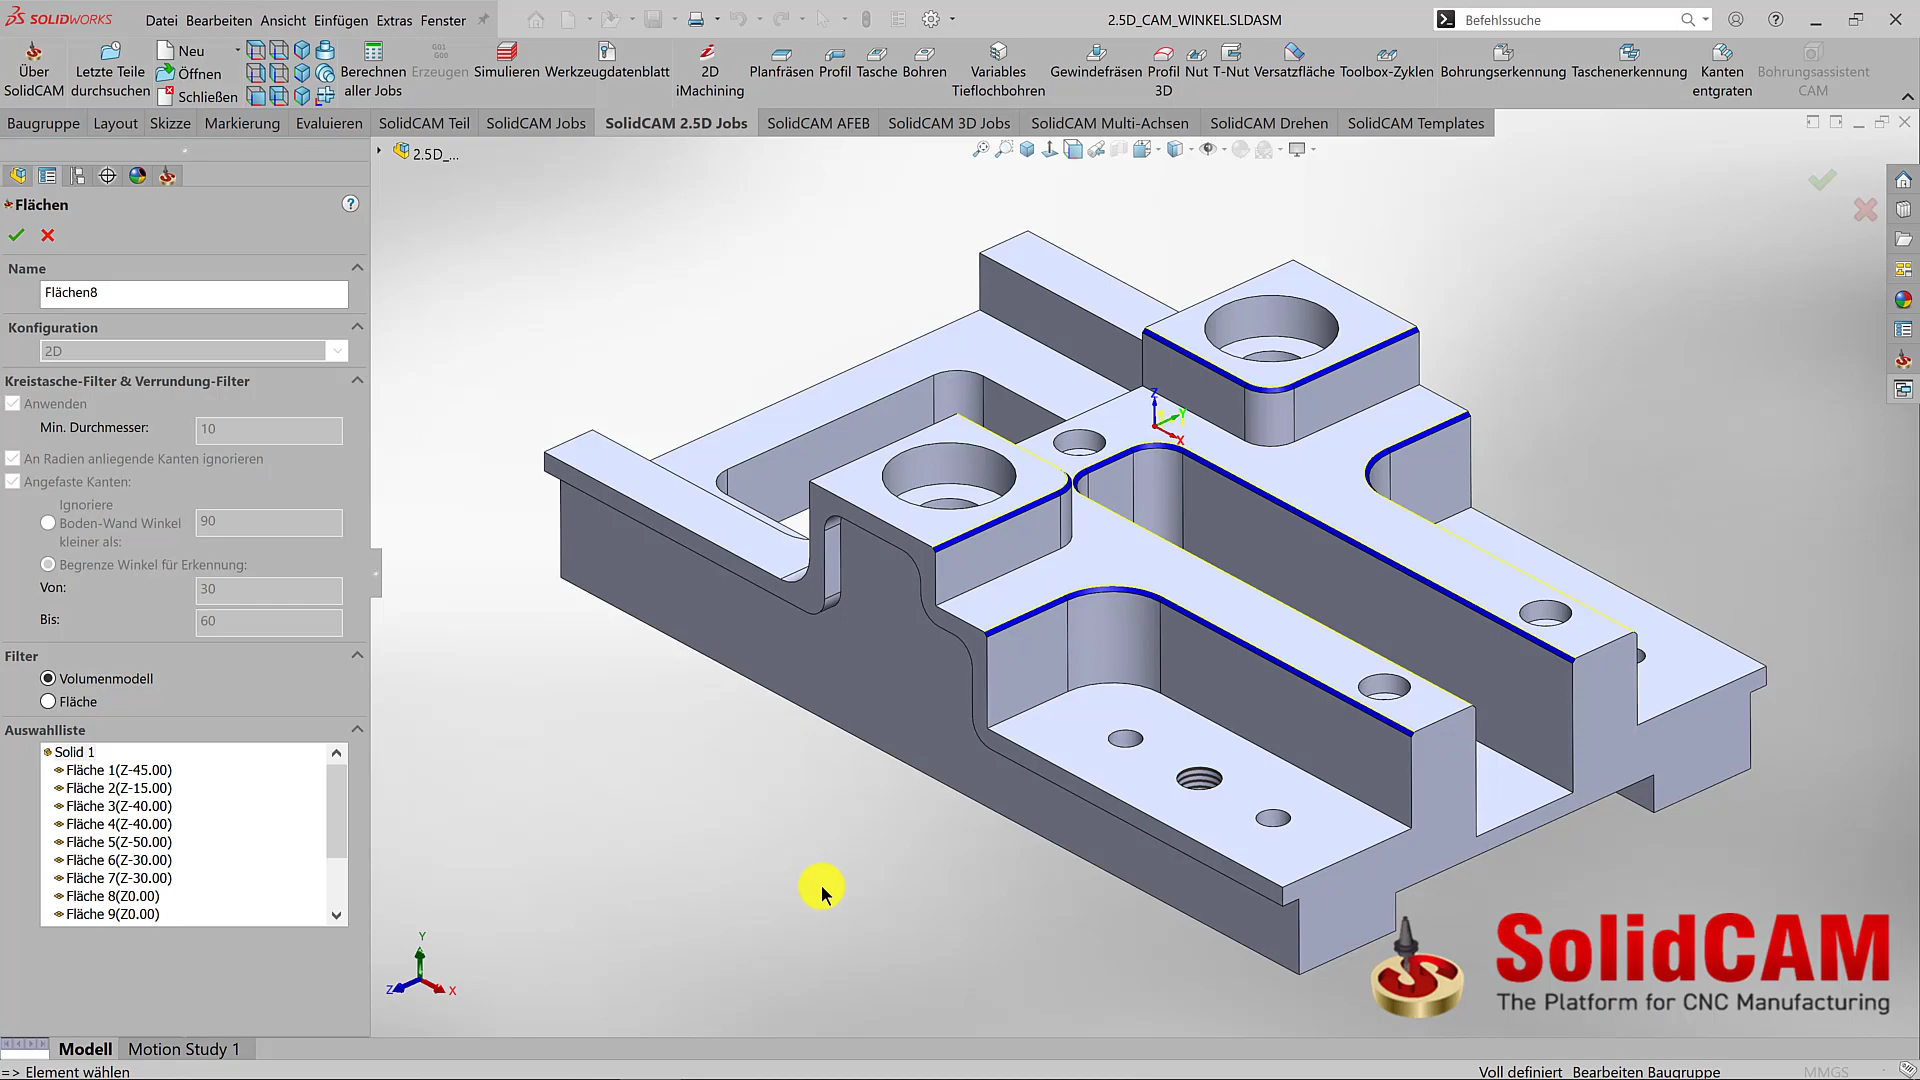 SOLIDWORKS
Datei Bearbeiten Ansicht Einfügen Extras Fenster
2.5D_CAM_WINKEL.SLDASM
Befehlssuche
Über SolidCAM
Letzte Teile durchsuchen
Neu
Öffnen
Schließen
Berechnen aller Jobs
G01 G00
Erzeugen
Simulieren
Werkzeugdatenblatt
2D iMachining
Planfräsen
Profil
Tasche
Bohren
Variables Tieflochbohren
Gewindefräsen
Profil 3D
Nut
T-Nut
Versatzfläche
Toolbox-Zyklen
Bohrungserkennung
Taschenerkennung
Kanten entgraten
Bohrungsassistent CAM
Baugruppe
Layout
Skizze
Markierung
Evaluieren
SolidCAM Teil
SolidCAM Jobs
SolidCAM 2.5D Jobs
SolidCAM AFEB
SolidCAM 3D Jobs
SolidCAM Multi-Achsen
SolidCAM Drehen
SolidCAM Templates
2.5D_...
Flächen
Name
Flächen8
Konfiguration
2D
Kreistasche-Filter & Verrundung-Filter
Anwenden
Min. Durchmesser: 10
An Radien anliegende Kanten ignorieren
Angefaste Kanten:
Ignoriere
Boden-Wand Winkel 90
kleiner als:
Begrenze Winkel für Erkennung:
Von: 30
Bis: 60
Filter
Volumenmodell
Fläche
Auswahlliste
Solid 1
Fläche 1(Z-45.00)
Fläche 2(Z-15.00)
Fläche 3(Z-40.00)
Fläche 4(Z-40.00)
Fläche 5(Z-50.00)
Fläche 6(Z-30.00)
Fläche 7(Z-30.00)
Fläche 8(Z0.00)
Fläche 9(Z0.00)
Z
Y
X
Y
Z
X
SolidCAM
The Platform for CNC Manufacturing
Modell
Motion Study 1
=> Element wählen
Voll definiert Bearbeiten Baugruppe MMGS